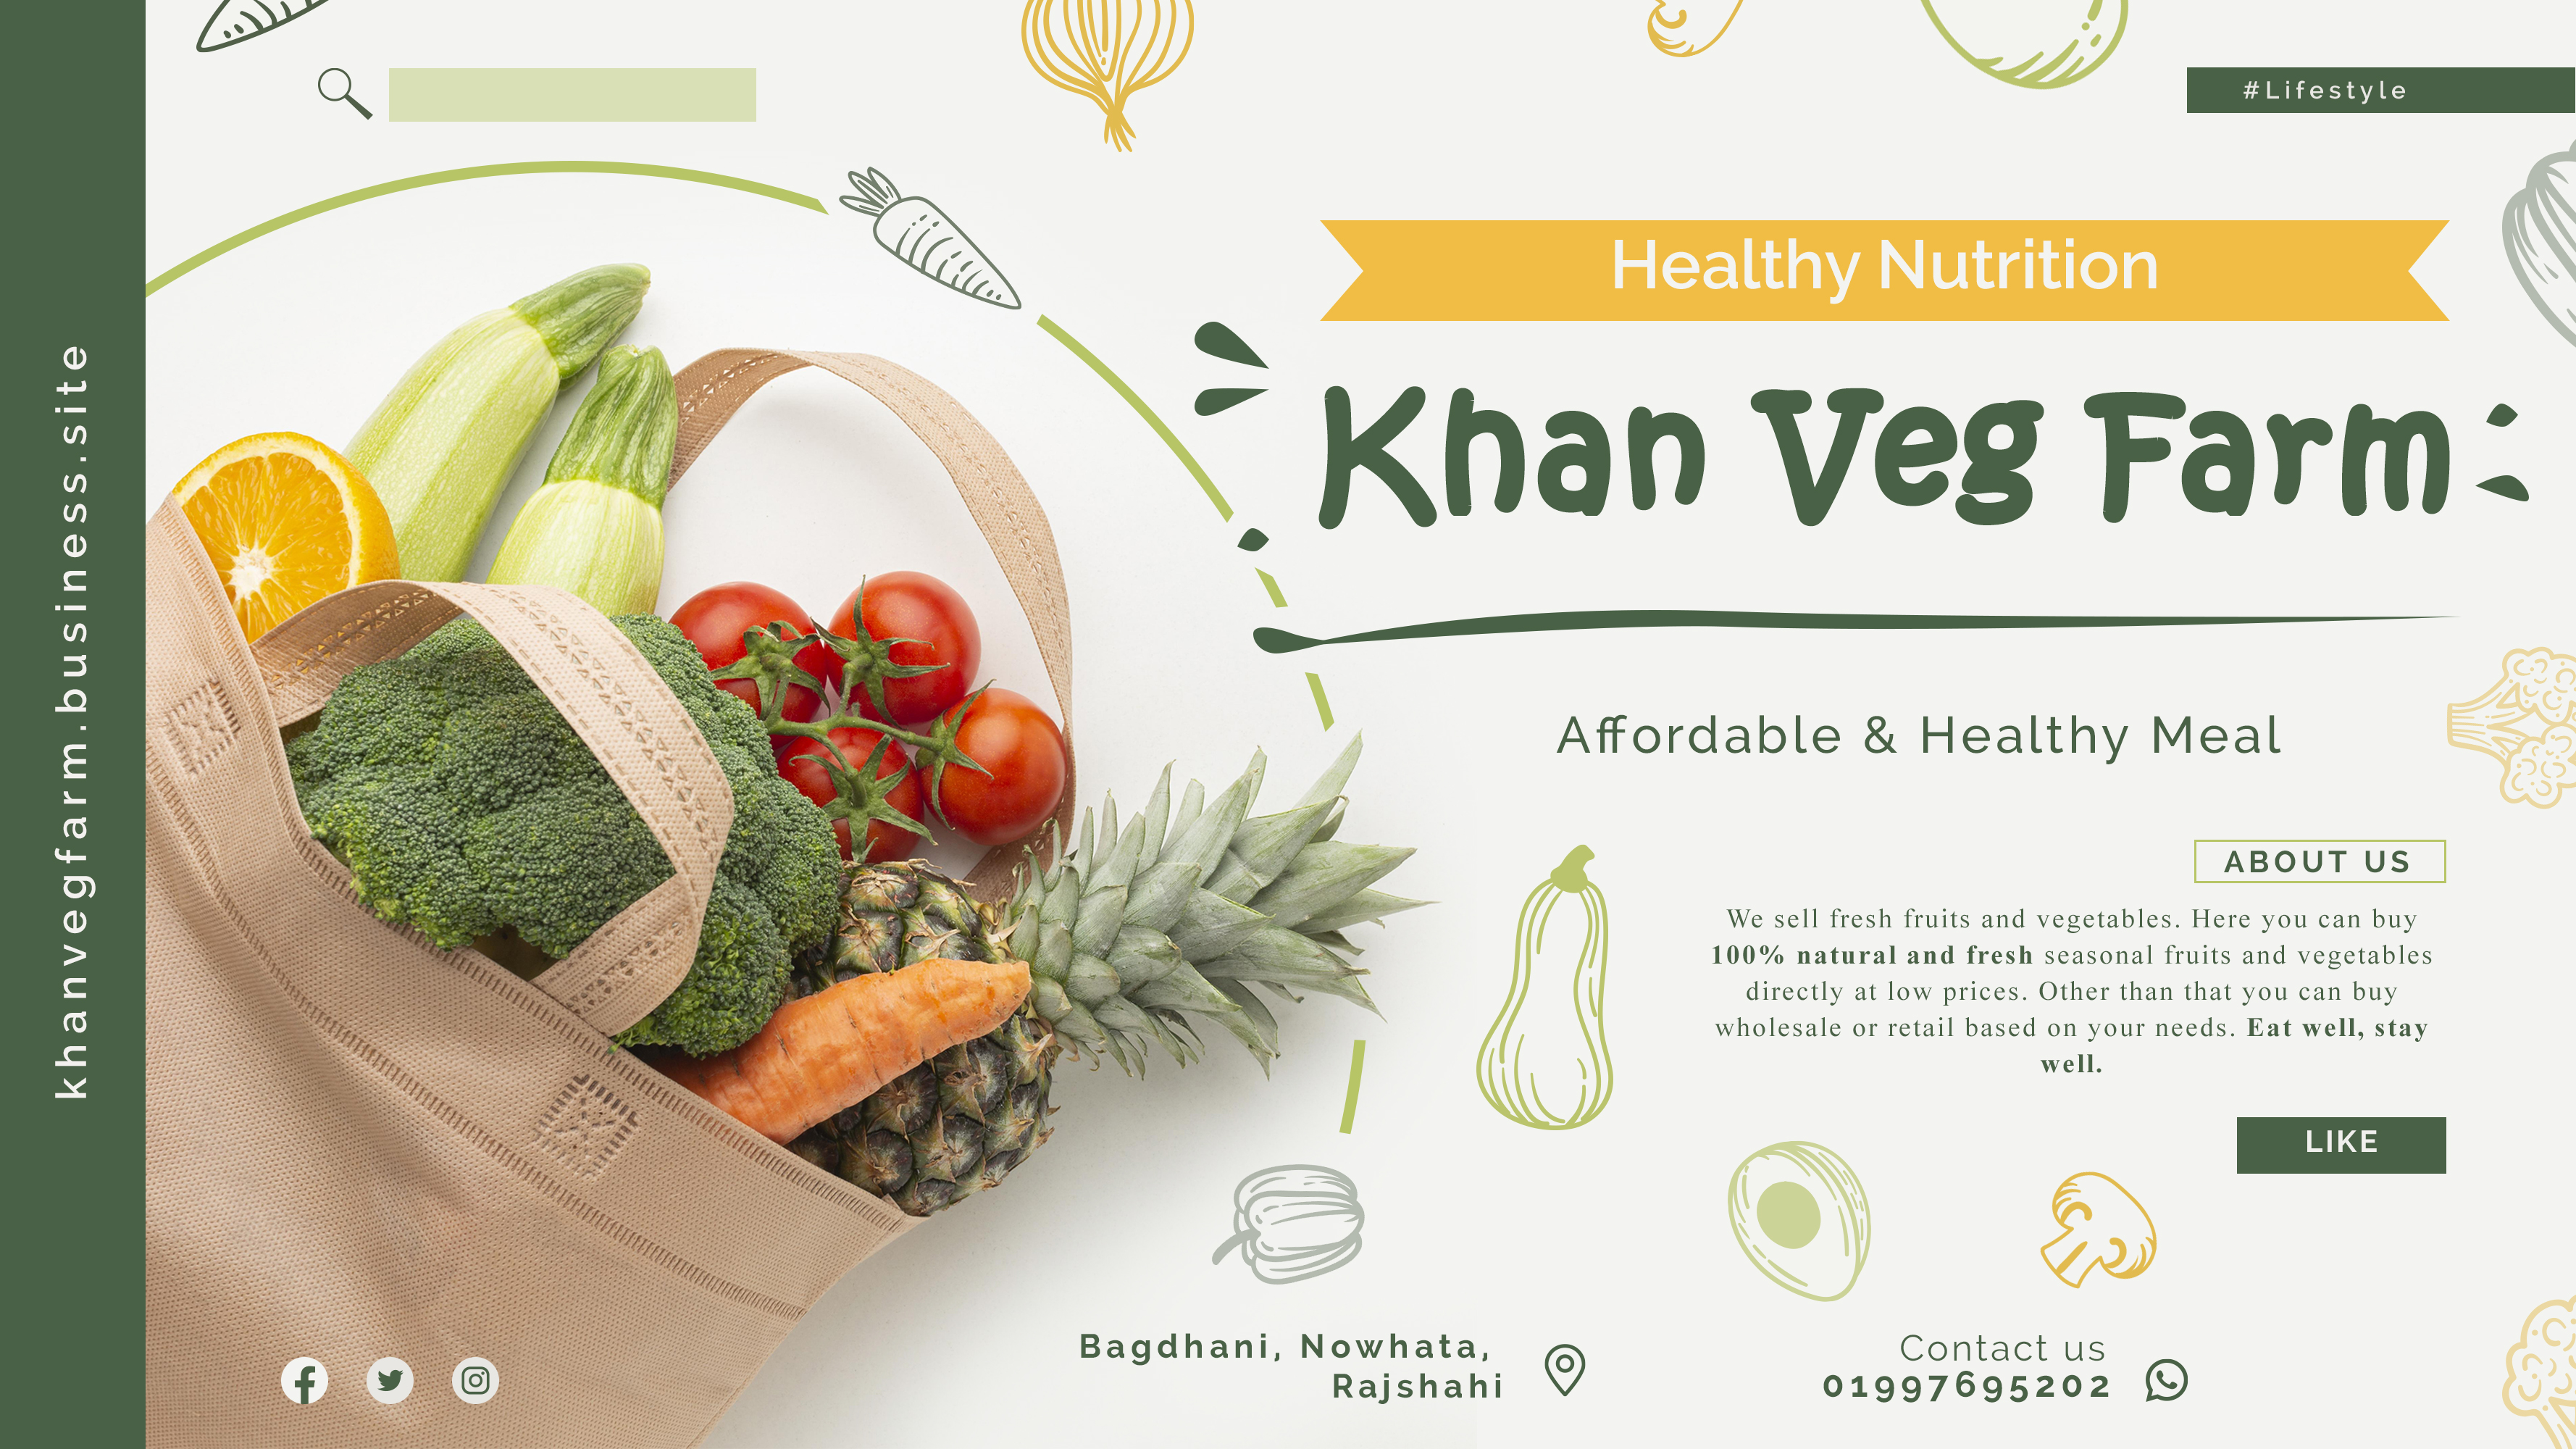 #Lifestyle
Healthy Nutrition
Khan Veg Farm
khanvegfarm.business.site
Affordable & Healthy Meal
ABOUT US
We sell fresh fruits and vegetables. Here you can buy
100% natural and fresh seasonal fruits and vegetables
directly at low prices. Other than that you can buy
wholesale or retail based on your needs. Eat well, stay
well.
LIKE
Bagdhani, Nowhata,
Rajshahi
Contact us
01997695202